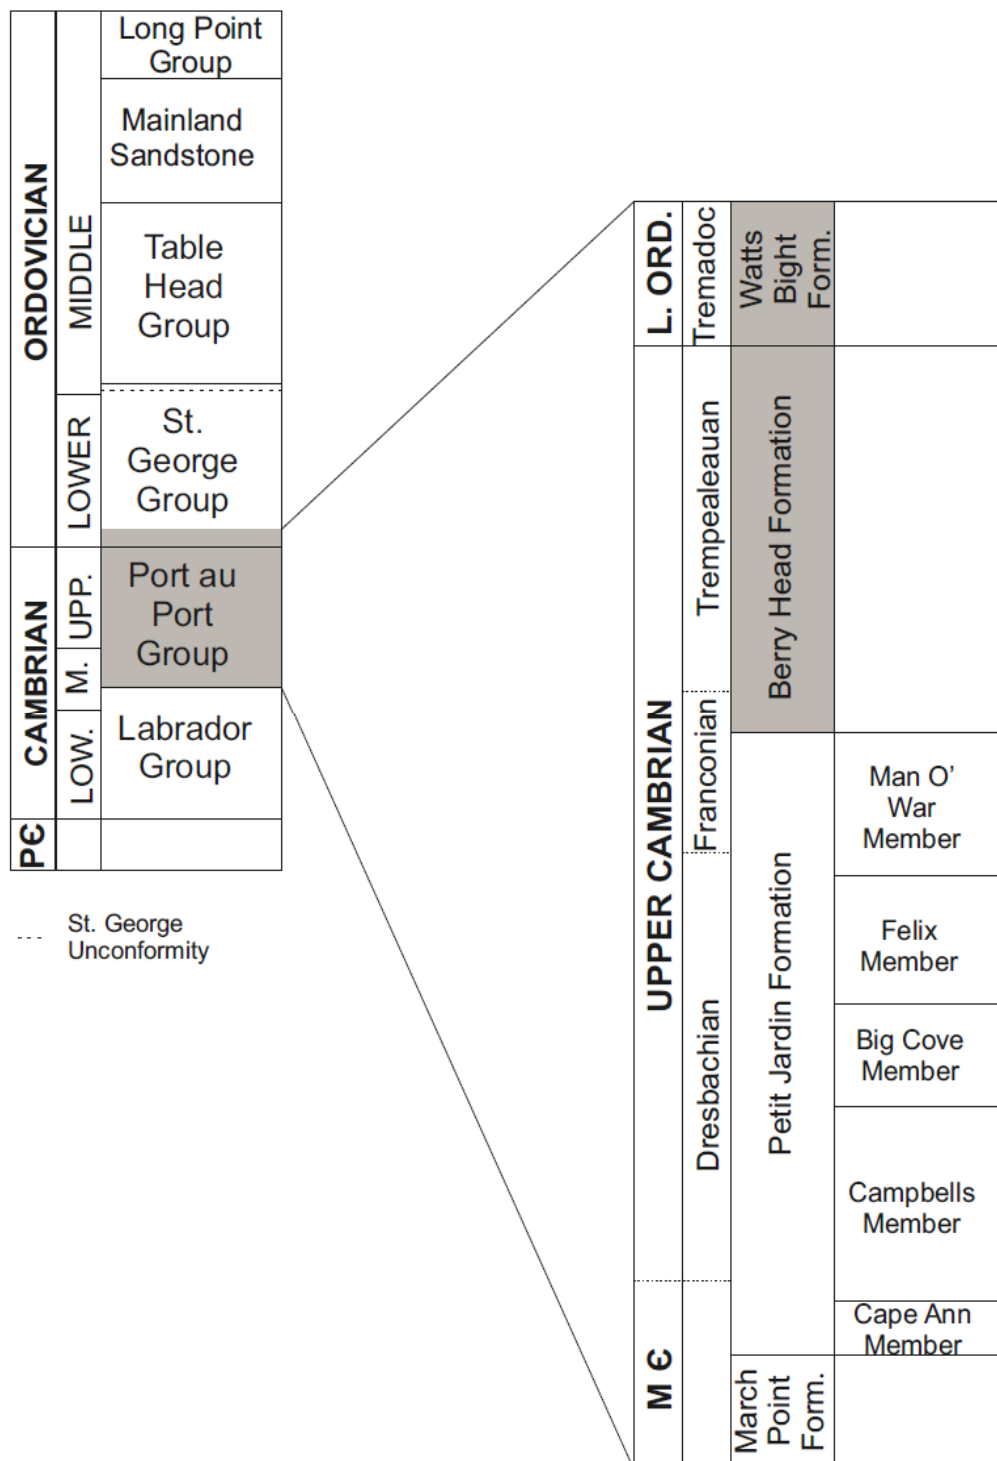 ORDOVICIAN
MIDDLE
LOWER
Long Point
Group
Mainland
Sandstone
Table
Head
Group
St.
George
Group
CAMBRIAN
UPP.
M.
LOW.
Port au
Port
Group
Labrador
Group
PЄ
--- St. George
Unconformity
L. ORD.
Tremadoc
Watts
Bight
Form.
UPPER CAMBRIAN
Trempealeauan
Franconian
Dresbachian
Berry Head Formation
Petit Jardin Formation
Man O’
War
Member
Felix
Member
Big Cove
Member
Campbells
Member
Cape Ann
Member
M Є
March
Point
Form.